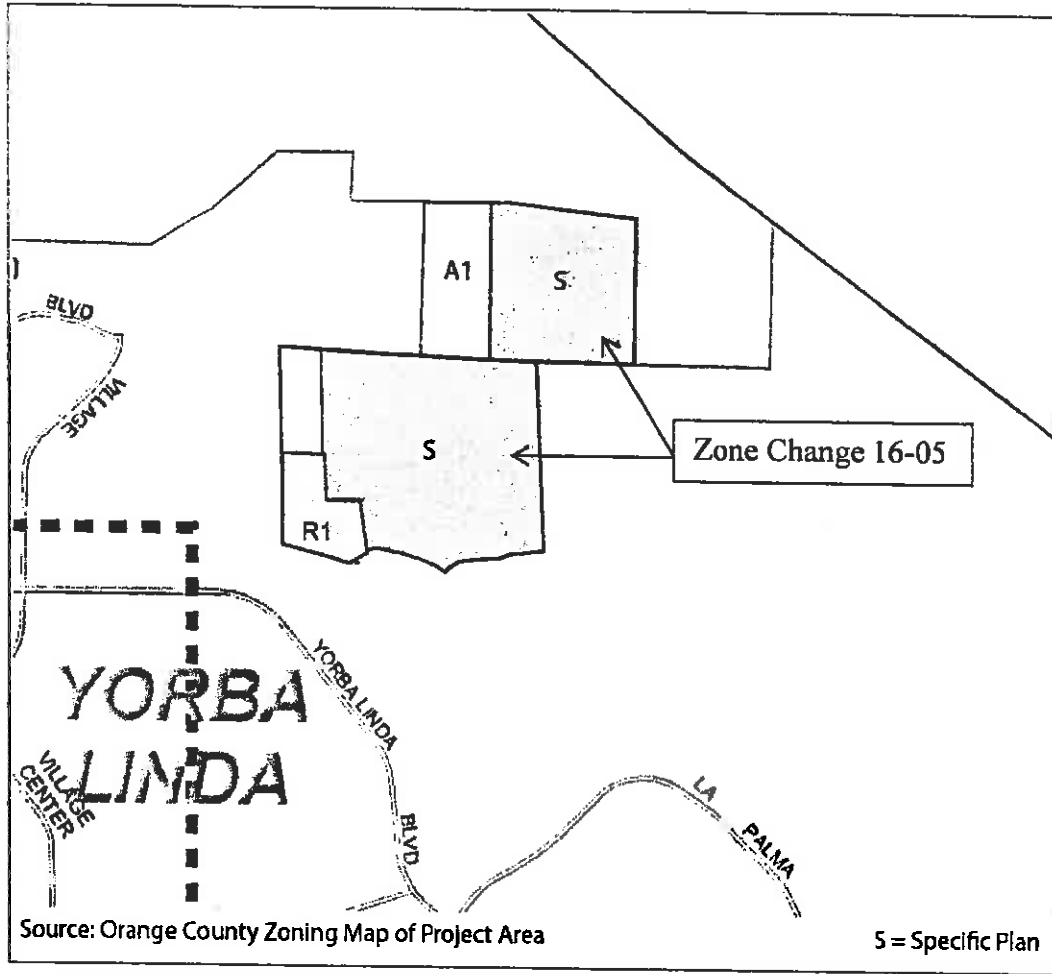 A1
S
BLVD
VILLAGE
S
Zone Change 16-05
R1
YORBA LINDA
YORBA
LINDA
VILLAGE
CENTER
BLVD
LA
PALMA
Source: Orange County Zoning Map of Project Area
S = Specific Plan